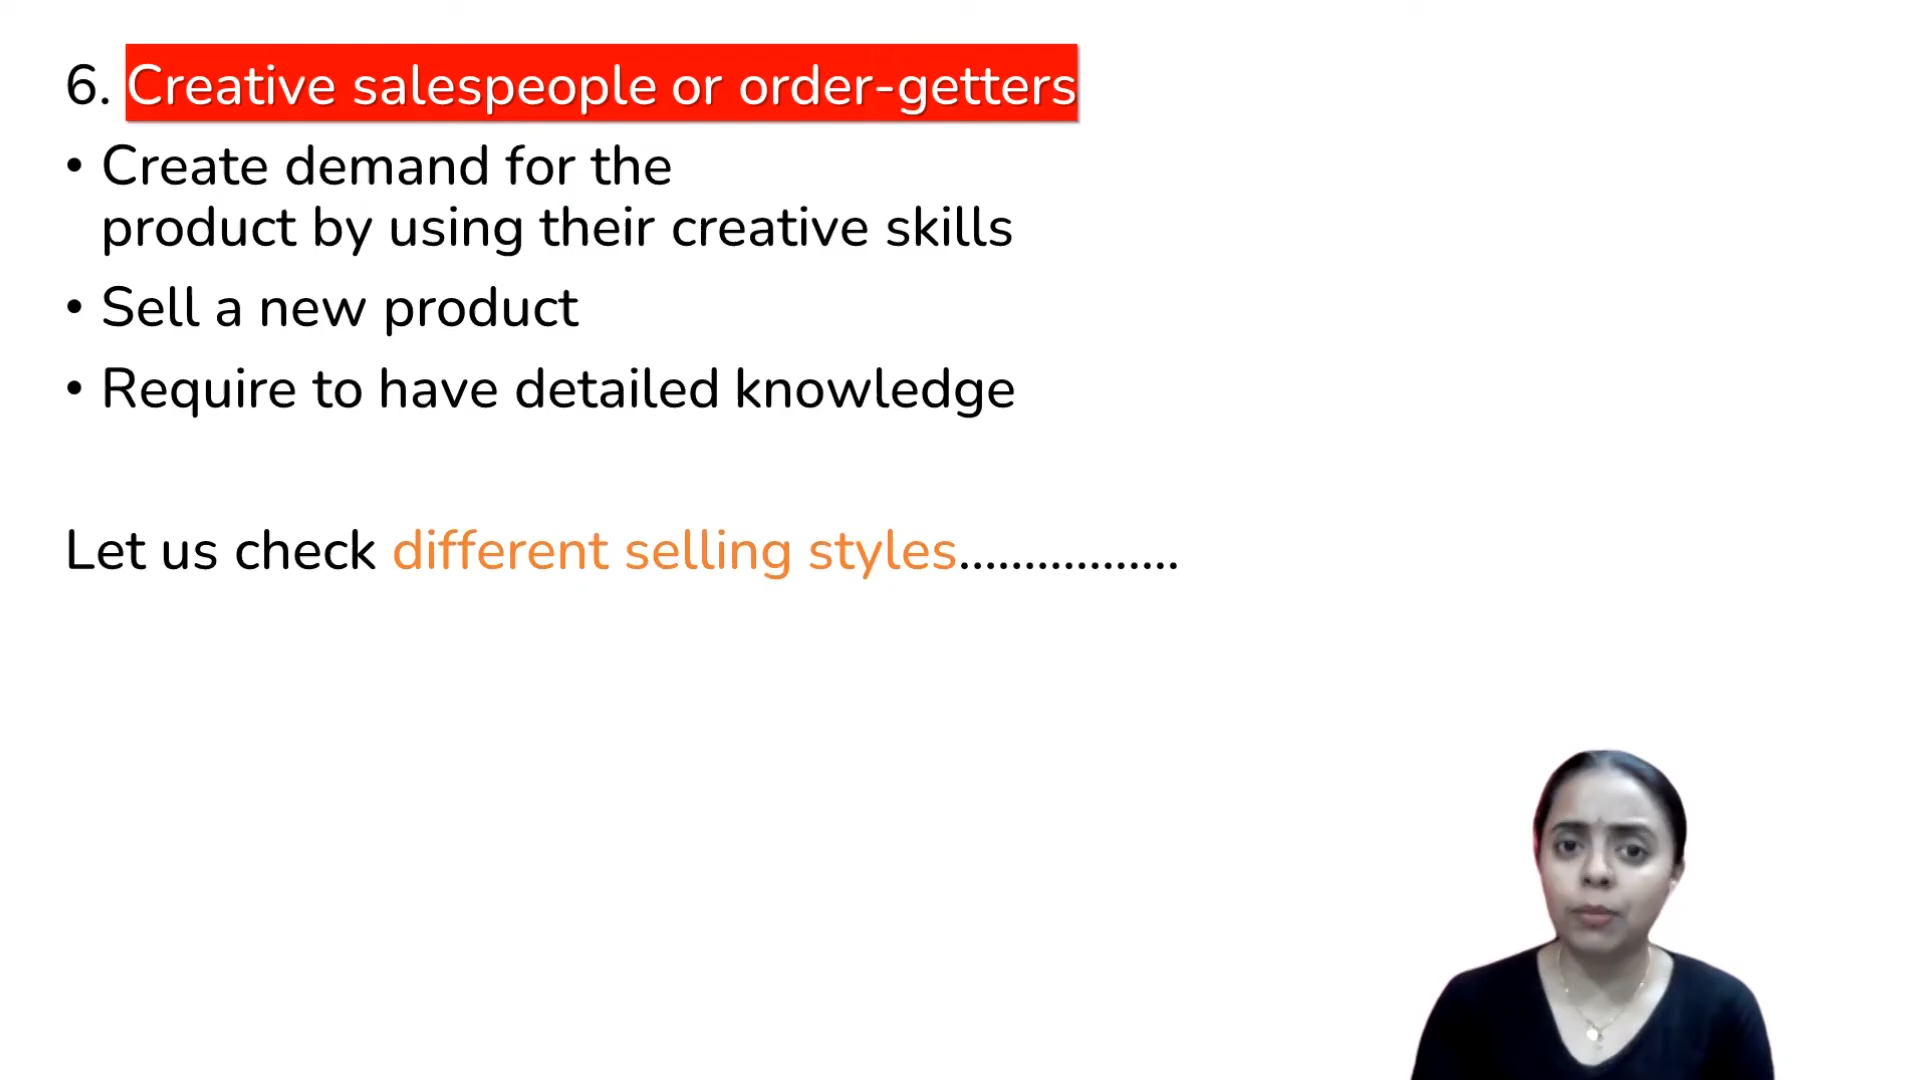 6. Creative salespeople or order-getters
• Create demand for the
product by using their creative skills
• Sell a new product
• Require to have detailed knowledge
Let us check different selling styles.................